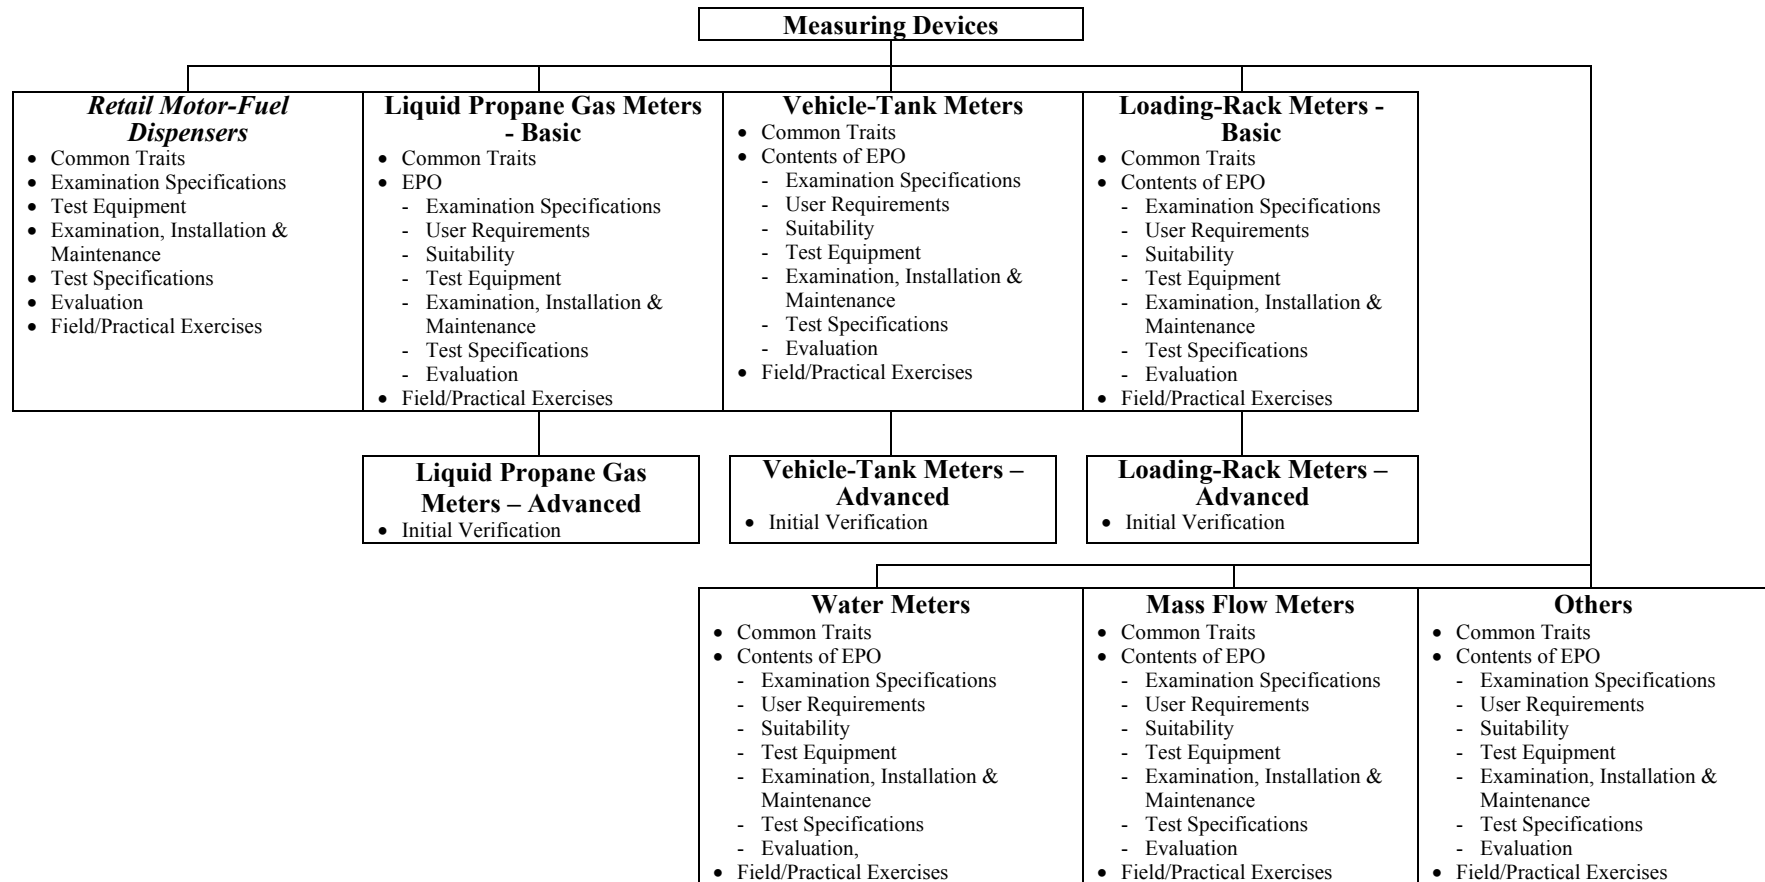 Measuring Devices
Retail Motor-Fuel
Dispensers
• Common Traits
• Examination Specifications
• Test Equipment
• Examination, Installation &
Maintenance
• Test Specifications
• Evaluation
• Field/Practical Exercises
Liquid Propane Gas Meters
- Basic
• Common Traits
• EPO
- Examination Specifications
- User Requirements
- Suitability
- Test Equipment
- Examination, Installation &
Maintenance
- Test Specifications
- Evaluation
• Field/Practical Exercises
Vehicle-Tank Meters
• Common Traits
• Contents of EPO
- Examination Specifications
- User Requirements
- Suitability
- Test Equipment
- Examination, Installation &
Maintenance
- Test Specifications
- Evaluation
• Field/Practical Exercises
Loading-Rack Meters -
Basic
• Common Traits
• Contents of EPO
- Examination Specifications
- User Requirements
- Suitability
- Test Equipment
- Examination, Installation &
Maintenance
- Test Specifications
- Evaluation
• Field/Practical Exercises
Liquid Propane Gas
Meters – Advanced
• Initial Verification
Vehicle-Tank Meters –
Advanced
• Initial Verification
Loading-Rack Meters –
Advanced
• Initial Verification
Water Meters
• Common Traits
• Contents of EPO
- Examination Specifications
- User Requirements
- Suitability
- Test Equipment
- Examination, Installation &
Maintenance
- Test Specifications
- Evaluation,
• Field/Practical Exercises
Mass Flow Meters
• Common Traits
• Contents of EPO
- Examination Specifications
- User Requirements
- Suitability
- Test Equipment
- Examination, Installation &
Maintenance
- Test Specifications
- Evaluation
• Field/Practical Exercises
Others
• Common Traits
• Contents of EPO
- Examination Specifications
- User Requirements
- Suitability
- Test Equipment
- Examination, Installation &
Maintenance
- Test Specifications
- Evaluation
• Field/Practical Exercises